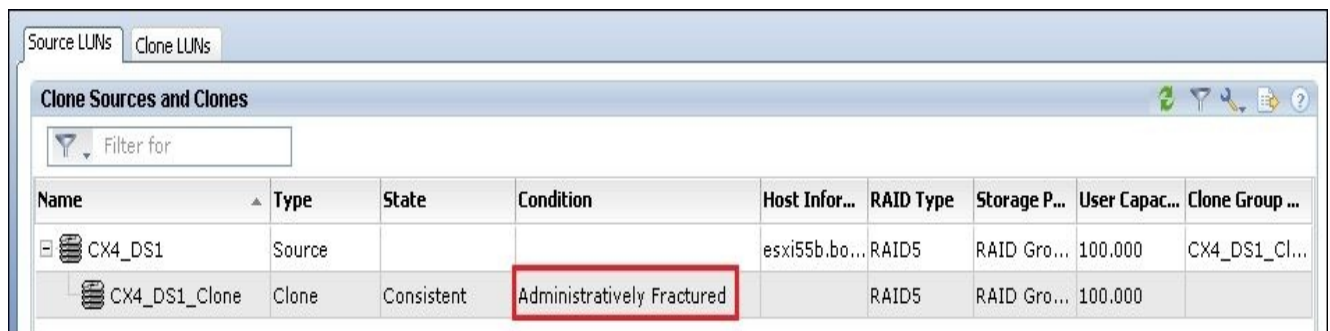 Source LUNs Clone LUNs
Clone Sources and Clones
Filter for
Name Type State Condition Host Infor... RAID Type Storage P... User Capac... Clone Group ...
CX4_DS1 Source esxi55b.bo... RAID5 RAID Gro... 100.000 CX4_DS1_Cl...
CX4_DS1_Clone Clone Consistent Administratively Fractured RAID5 RAID Gro... 100.000